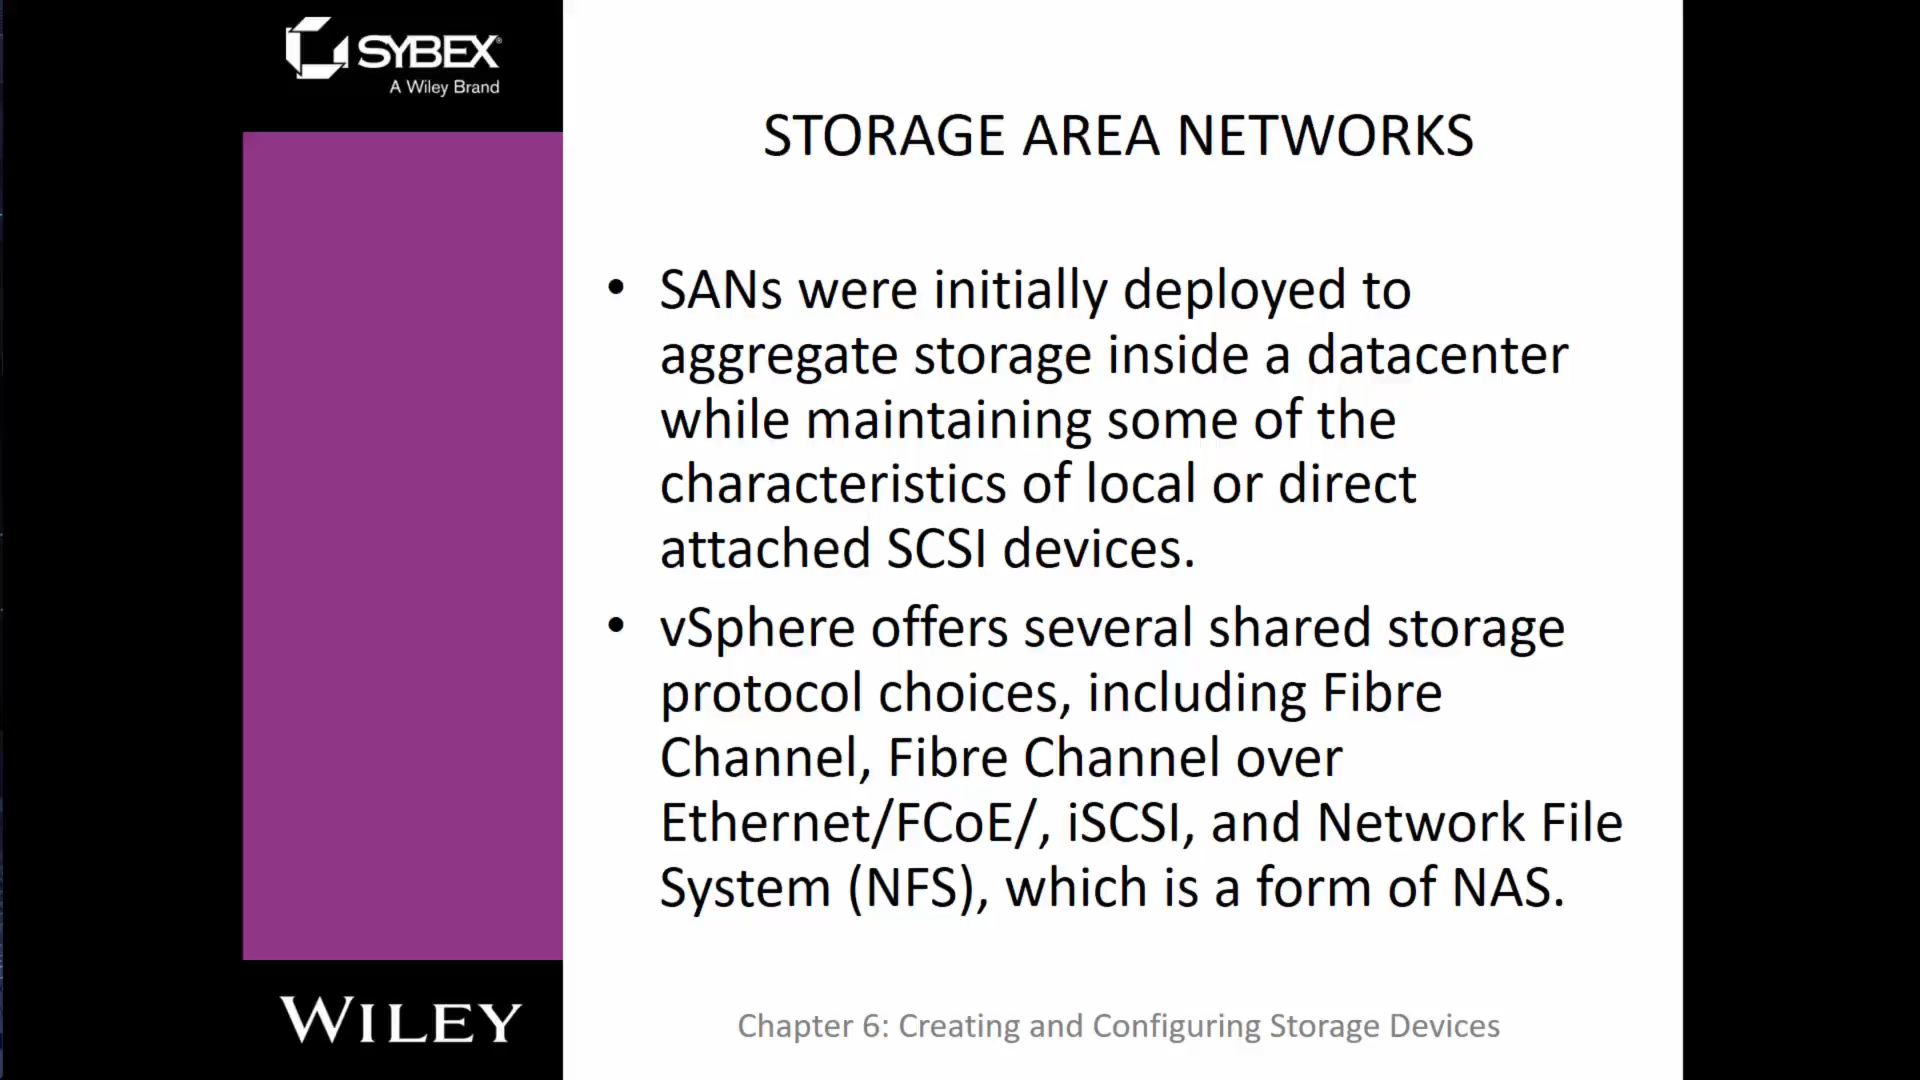 SYBEX®
A Wiley Brand
STORAGE AREA NETWORKS
• SANs were initially deployed to
aggregate storage inside a datacenter
while maintaining some of the
characteristics of local or direct
attached SCSI devices.
• vSphere offers several shared storage
protocol choices, including Fibre
Channel, Fibre Channel over
Ethernet/FCoE/, iSCSI, and Network File
System (NFS), which is a form of NAS.
WILEY
Chapter 6: Creating and Configuring Storage Devices